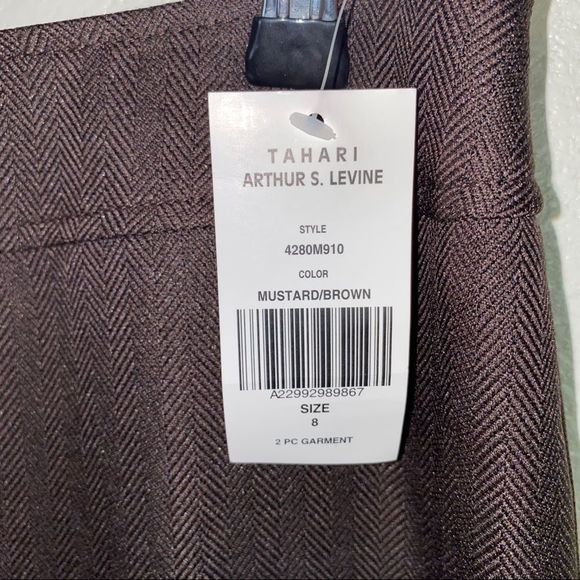 TAHARI
ARTHUR S. LEVINE
STYLE
4280M910
COLOR
MUSTARD/BROWN
A22992989867
SIZE
8
2 PC GARMENT